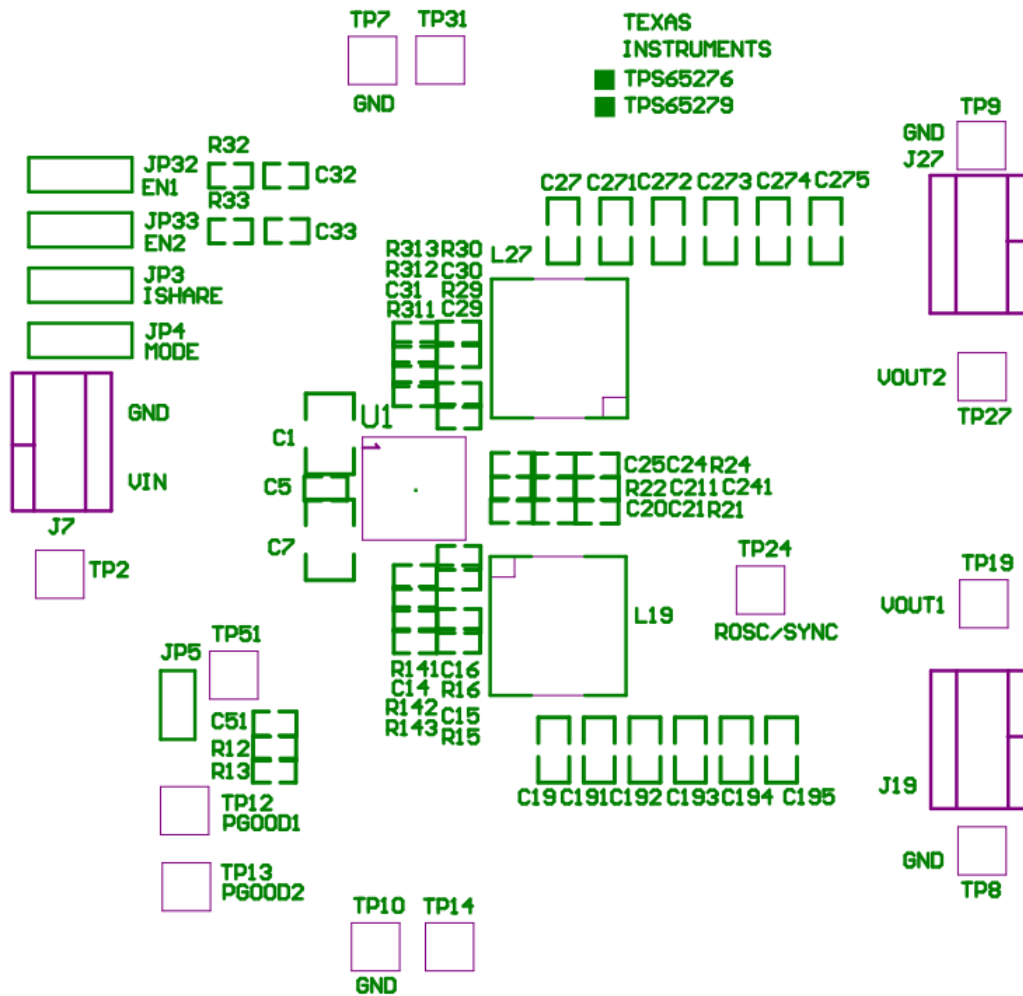 TP7 TP31
GND
TEXAS
INSTRUMENTS
TPS65276
TPS65279
TP9
GND
J27
R32
JP32
EN1
C32
R33
JP33
EN2
C33
JP3
ISHARE
JP4
MODE
C27 C271 C272 C273 C274 C275
R313 R30
R312 C30
C31 R29
R311 C29
L27
VOUT2
TP27
GND
VIN
J7
TP2
U1
C1
C5
C7
C25 C24 R24
R22 C211 C241
C20 C21 R21
TP24
ROSC/SYNC
TP19
VOUT1
L19
TP51
JP5
R141 C16
C14 R16
R142 C15
R143 R15
C51
R12
R13
C19 C191 C192 C193 C194 C195
J19
TP12
PGOOD1
TP13
PGOOD2
GND
TP8
TP10 TP14
GND